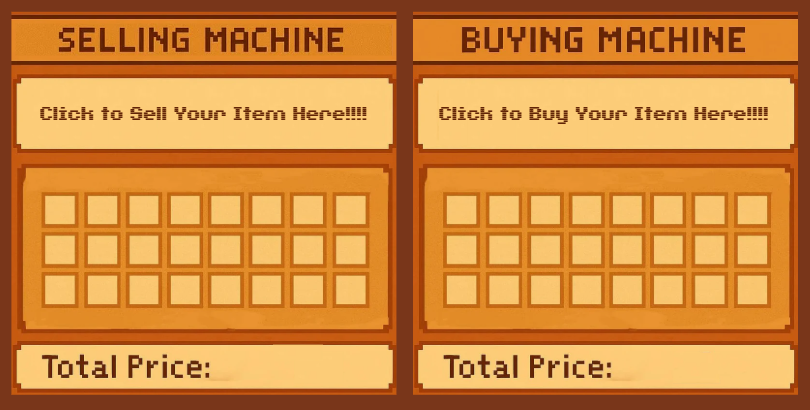 SELLING MACHINE
Click to Sell Your Item Here!!!!
Total Price:
BUYING MACHINE
Click to Buy Your Item Here!!!!
Total Price: